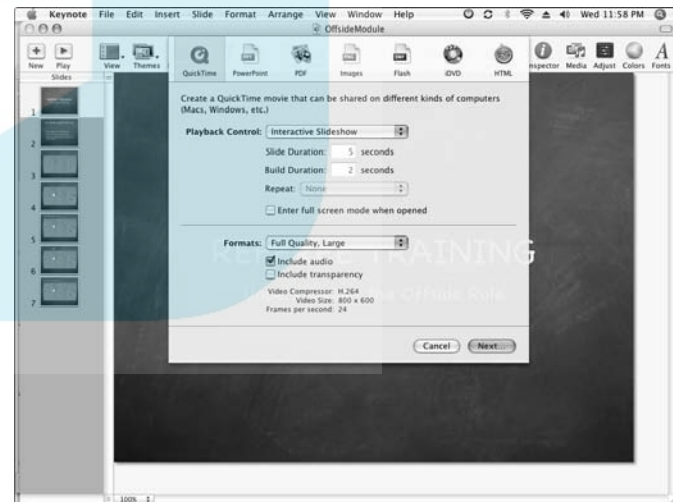 Keynote File Edit Insert Slide Format Arrange View Window Help Wed 11:58 PM
OffsideModule
New Play View Themes QuickTime PowerPoint PDF Images Flash iDVD HTML nspector Media Adjust Colors Fonts
Slides
Create a QuickTime movie that can be shared on different kinds of computers
(Macs, Windows, etc.)
Playback Control: Interactive Slideshow
Slide Duration: 5 seconds
Build Duration: 2 seconds
Repeat: None
Enter full screen mode when opened
Formats: Full Quality, Large
TRAINING
Include audio
Include transparency
the Offside Rule
Video Compressor: H.264
Video Size: 800 x 600
Frames per second: 24
Cancel Next...
1
2
3
4
5
6
7
100%